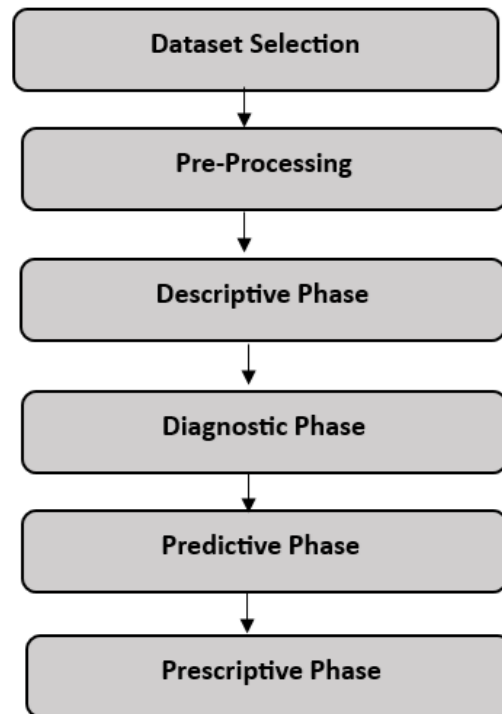 Dataset Selection
Pre-Processing
Descriptive Phase
Diagnostic Phase
Predictive Phase
Prescriptive Phase